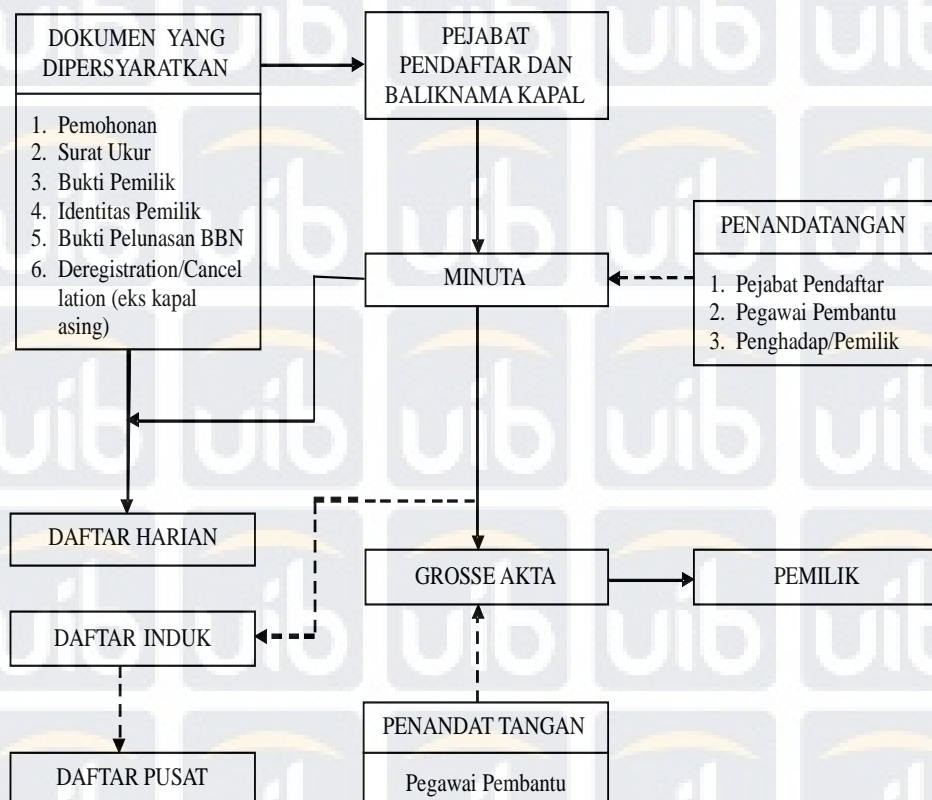 DOKUMEN YANG
DIPERSYARATKAN
1. Pemohonan
2. Surat Ukur
3. Bukti Pemilik
4. Identitas Pemilik
5. Bukti Pelunasan BBN
6. Deregistration/Cancel
lation (eks kapal
asing)
PEJABAT
PENDAFTAR DAN
BALIKNAMA KAPAL
PENANDATANGAN
1. Pejabat Pendaftar
2. Pegawai Pembantu
3. Penghadap/Pemilik
MINUTA
DAFTAR HARIAN
GROSSE AKTA
PEMILIK
DAFTAR INDUK
PENANDAT TANGAN
Pegawai Pembantu
DAFTAR PUSAT
uib